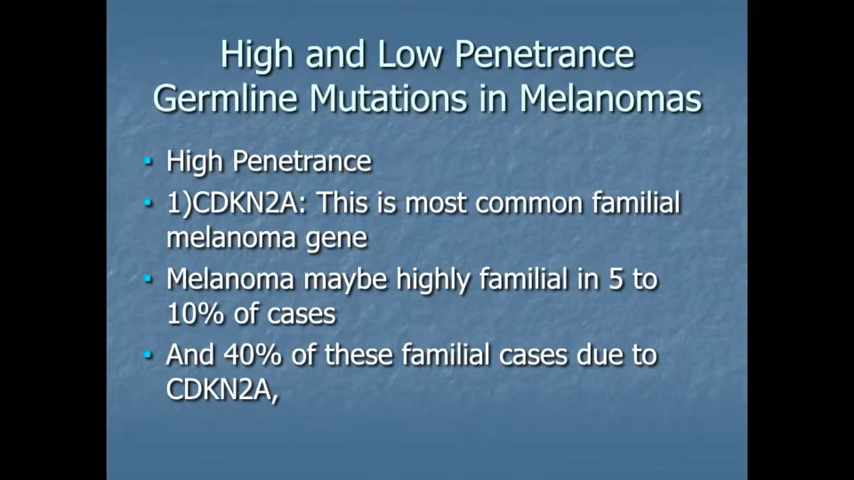 High and Low Penetrance
Germline Mutations in Melanomas
▪ High Penetrance
▪ 1)CDKN2A: This is most common familial
melanoma gene
▪ Melanoma maybe highly familial in 5 to
10% of cases
▪ And 40% of these familial cases due to
CDKN2A,